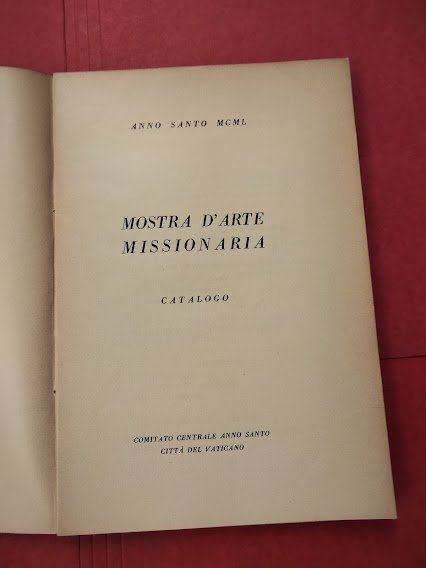 ANNO SANTO MCML
MOSTRA D'ARTE
MISSIONARIA
CATALOGO
COMITATO CENTRALE ANNO SANTO
CITTÀ DEL VATICANO